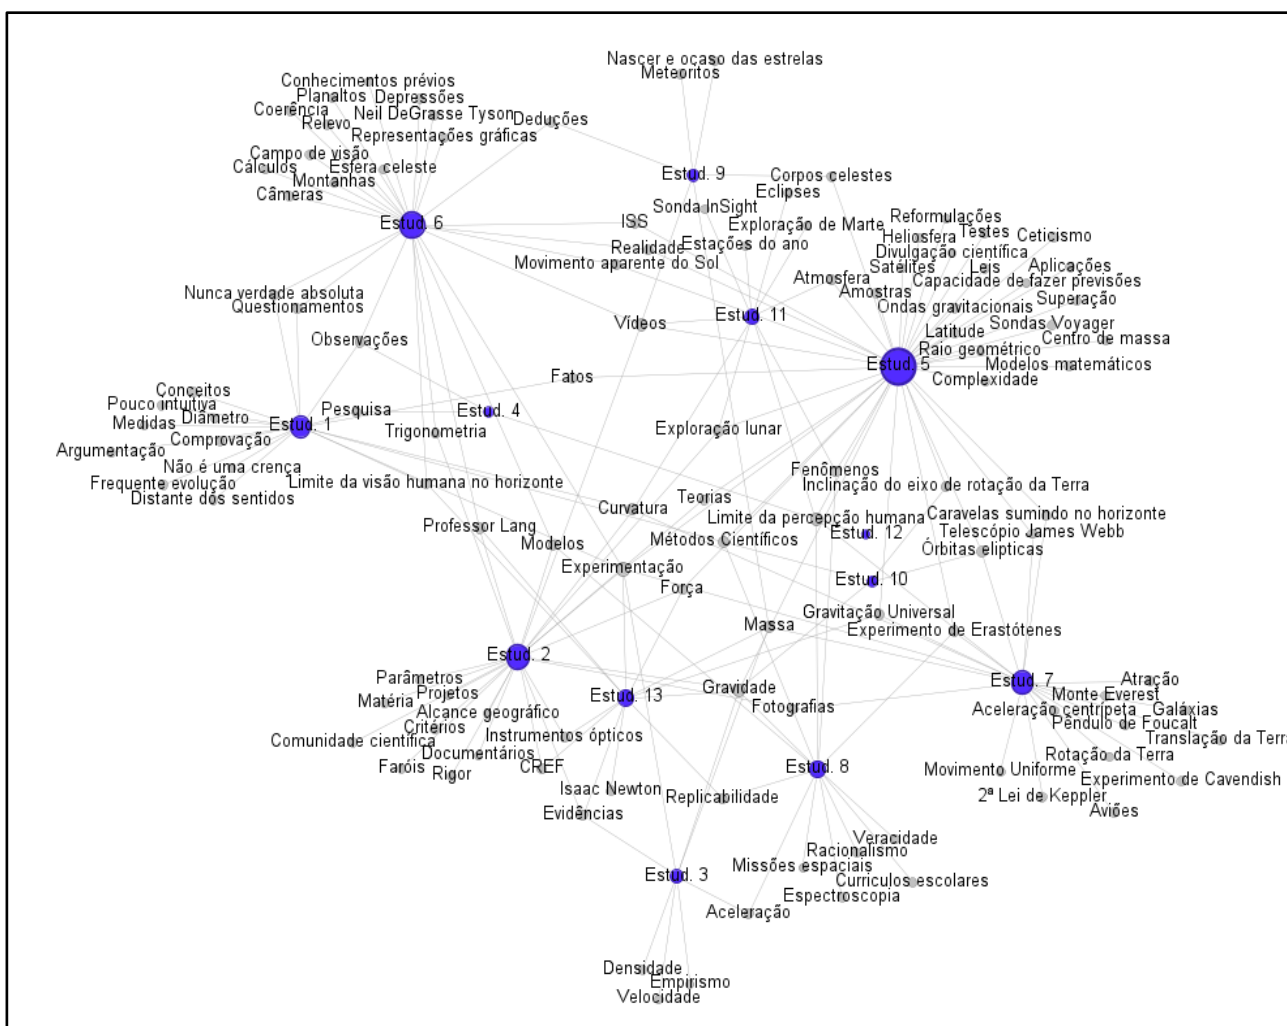 Nascer e ocaso das estrelas
Meteoritos
Conhecimentos prévios
Planaltos
Depressões
Coerência
Neil DeGrasse Tyson
Deduções
Relevo
Representações gráficas
Campo de visão
Cálculos
Esfera celeste
Montanhas
Câmeras
Estud. 9
Corpos celestes
Eclipses
Sonda InSight
Estud. 6
ISS
Exploração de Marte
Reformulações
Testes
Ceticismo
Heliosfera
Realidade
Estações do ano
Divulgação científica
Movimento aparente do Sol
Satélites
Leis
Aplicações
Atmosfera
Capacidade de fazer previsões
Nunca verdade absoluta
Amostras
Superação
Questionamentos
Ondas gravitacionais
Vídeos
Estud. 11
Latitude
Sondas Voyager
Observações
Centro de massa
Raio geométrico
Estud. 5
Modelos matemáticos
Fatos
Complexidade
Conceitos
Pouco intuitiva
Pesquisa
Estud. 4
Medidas
Diâmetro
Estud. 1
Trigonometria
Exploração lunar
Comprovação
Argumentação
Não é uma crença
Fenômenos
Frequente evolução
Limite da visão humana no horizonte
Inclinação do eixo de rotação da Terra
Distante dos sentidos
Teorias
Curvatura
Limite da percepção humana
Caravelas sumindo no horizonte
Professor Lang
Estud. 12
Telescópio James Webb
Modelos
Métodos Científicos
Órbitas elipticas
Experimentação
Estud. 10
Força
Gravitação Universal
Massa
Experimento de Erastótenes
Estud. 2
Parâmetros
Estud. 7
Atração
Projetos
Estud. 13
Gravidade
Monte Everest
Matéria
Fotografias
Aceleração centrípeta
Galáxias
Alcance geográfico
Pêndulo de Foucalt
Critérios
Instrumentos ópticos
Translação da Terra
Comunidade científica
Documentários
Rotação da Terra
Faróis
Rigor
CREF
Estud. 8
Movimento Uniforme
Experimento de Cavendish
Isaac Newton
Replicabilidade
2ª Lei de Keppler
Evidências
Aviões
Veracidade
Racionalismo
Missões espaciais
Estud. 3
Curriculos escolares
Espectroscopia
Aceleração
Densidade
Empirismo
Velocidade